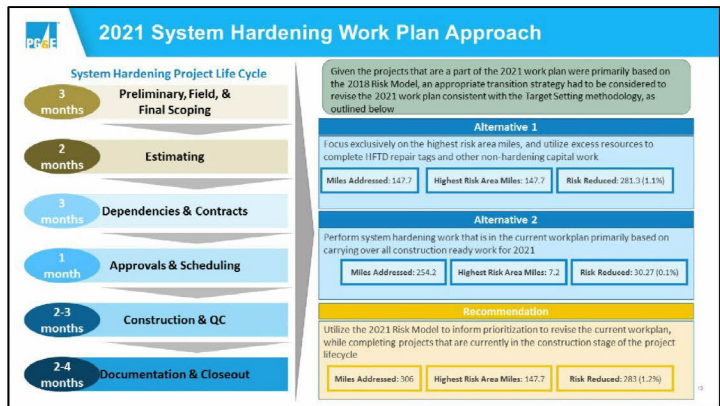 PG&E
2021 System Hardening Work Plan Approach
System Hardening Project Life Cycle
3
months
Preliminary, Field, &
Final Scoping
2
months
Estimating
3
months
Dependencies & Contracts
1
month
Approvals & Scheduling
2-3
months
Construction & QC
2-4
months
Documentation & Closeout
Given the projects that are a part of the 2021 work plan were primarily based on
the 2018 Risk Model, an appropriate transition strategy had to be considered to
revise the 2021 work plan consistent with the Target Setting methodology, as
outlined below
Alternative 1
Focus exclusively on the highest risk area miles, and utilize excess resources to
complete HFTD repair tags and other non-hardening capital work
Miles Addressed: 147.7
Highest Risk Area Miles: 147.7
Risk Reduced: 281.3 (1.1%)
Alternative 2
Perform system hardening work that is in the current workplan primarily based on
carrying over all construction ready work for 2021
Miles Addressed: 254.2
Highest Risk Area Miles: 7.2
Risk Reduced: 30.27 (0.1%)
Recommendation
Utilize the 2021 Risk Model to inform prioritization to revise the current workplan,
while completing projects that are currently in the construction stage of the project
lifecycle
Miles Addressed: 306
Highest Risk Area Miles: 147.7
Risk Reduced: 283 (1.2%)